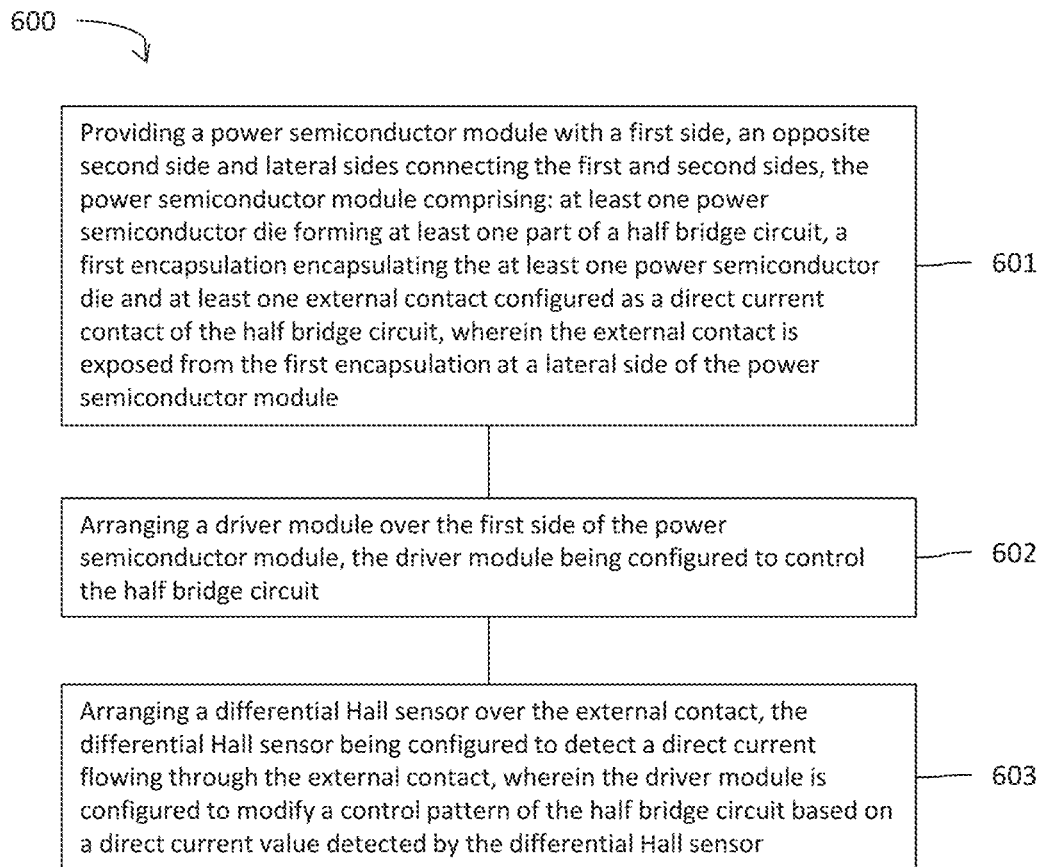 600
Providing a power semiconductor module with a first side, an opposite
second side and lateral sides connecting the first and second sides, the
power semiconductor module comprising: at least one power
semiconductor die forming at least one part of a half bridge circuit, a
first encapsulation encapsulating the at least one power semiconductor
die and at least one external contact configured as a direct current
contact of the half bridge circuit, wherein the external contact is
exposed from the first encapsulation at a lateral side of the power
semiconductor module
601
Arranging a driver module over the first side of the power
semiconductor module, the driver module being configured to control
the half bridge circuit
602
Arranging a differential Hall sensor over the external contact, the
differential Hall sensor being configured to detect a direct current
flowing through the external contact, wherein the driver module is
configured to modify a control pattern of the half bridge circuit based on
a direct current value detected by the differential Hall sensor
603